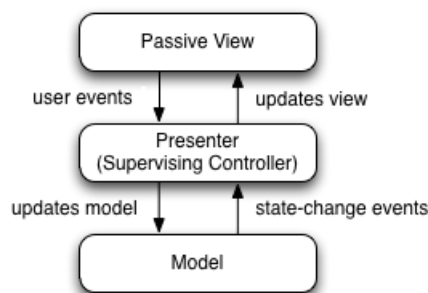 Passive View
user events
updates view
Presenter
(Supervising Controller)
updates model
state-change events
Model